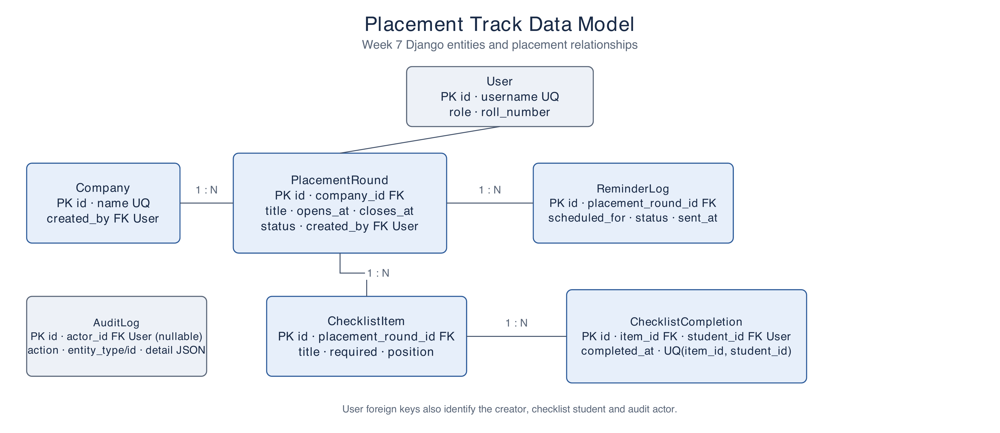 Placement Track Data Model
Week 7 Django entities and placement relationships
User
PK id · username UQ
role · roll_number
Company
PK id · name UQ
created_by FK User
1 : N
PlacementRound
PK id · company_id FK
title · opens_at · closes_at
status · created_by FK User
1 : N
ReminderLog
PK id · placement_round_id FK
scheduled_for · status · sent_at
1 : N
AuditLog
PK id · actor_id FK User (nullable)
action · entity_type/id · detail JSON
ChecklistItem
PK id · placement_round_id FK
title · required · position
1 : N
ChecklistCompletion
PK id · item_id FK · student_id FK User
completed_at · UQ(item_id, student_id)
User foreign keys also identify the creator, checklist student and audit actor.